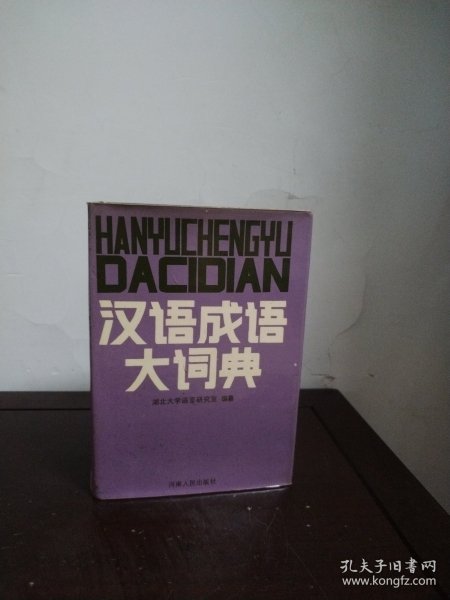 HANYUCHENGYU
DACIDIAN
汉语成语
大词典
湖北大学语言研究室 编纂
河南人民出版社
孔夫子旧书网
www.kongfz.com